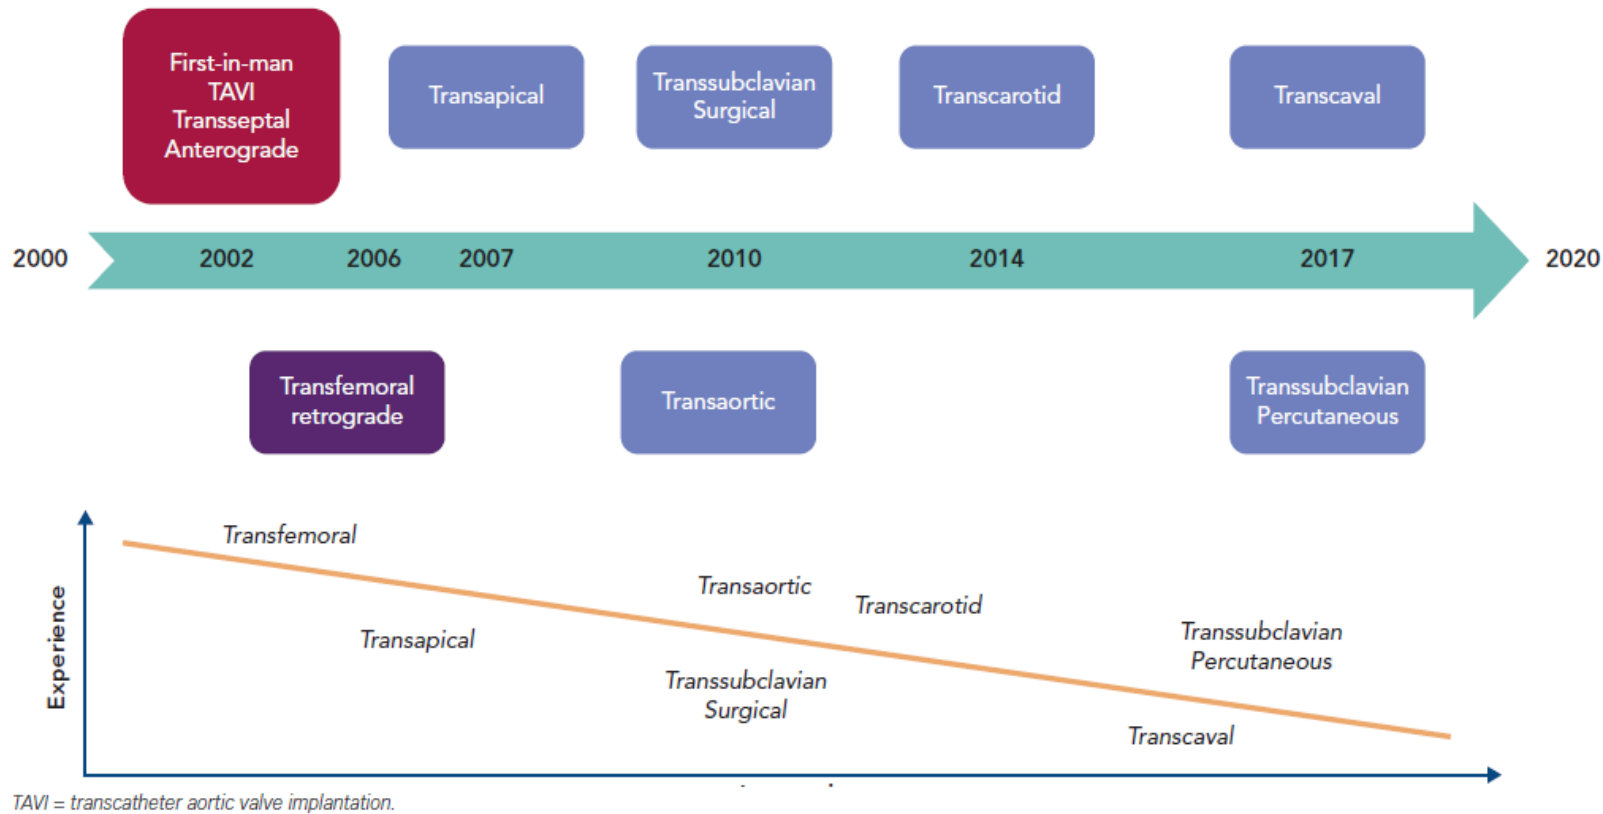 First-in-man
TAVI
Transseptal
Anterograde
Transapical
Transsubclavian
Surgical
Transcarotid
Transcaval
2000
2002
2006
2007
2010
2014
2017
2020
Transfemoral
retrograde
Transaortic
Transsubclavian
Percutaneous
Experience
Transfemoral
Transapical
Transaortic
Transsubclavian
Surgical
Transcarotid
Transsubclavian
Percutaneous
Transcaval
TAVI = transcatheter aortic valve implantation.